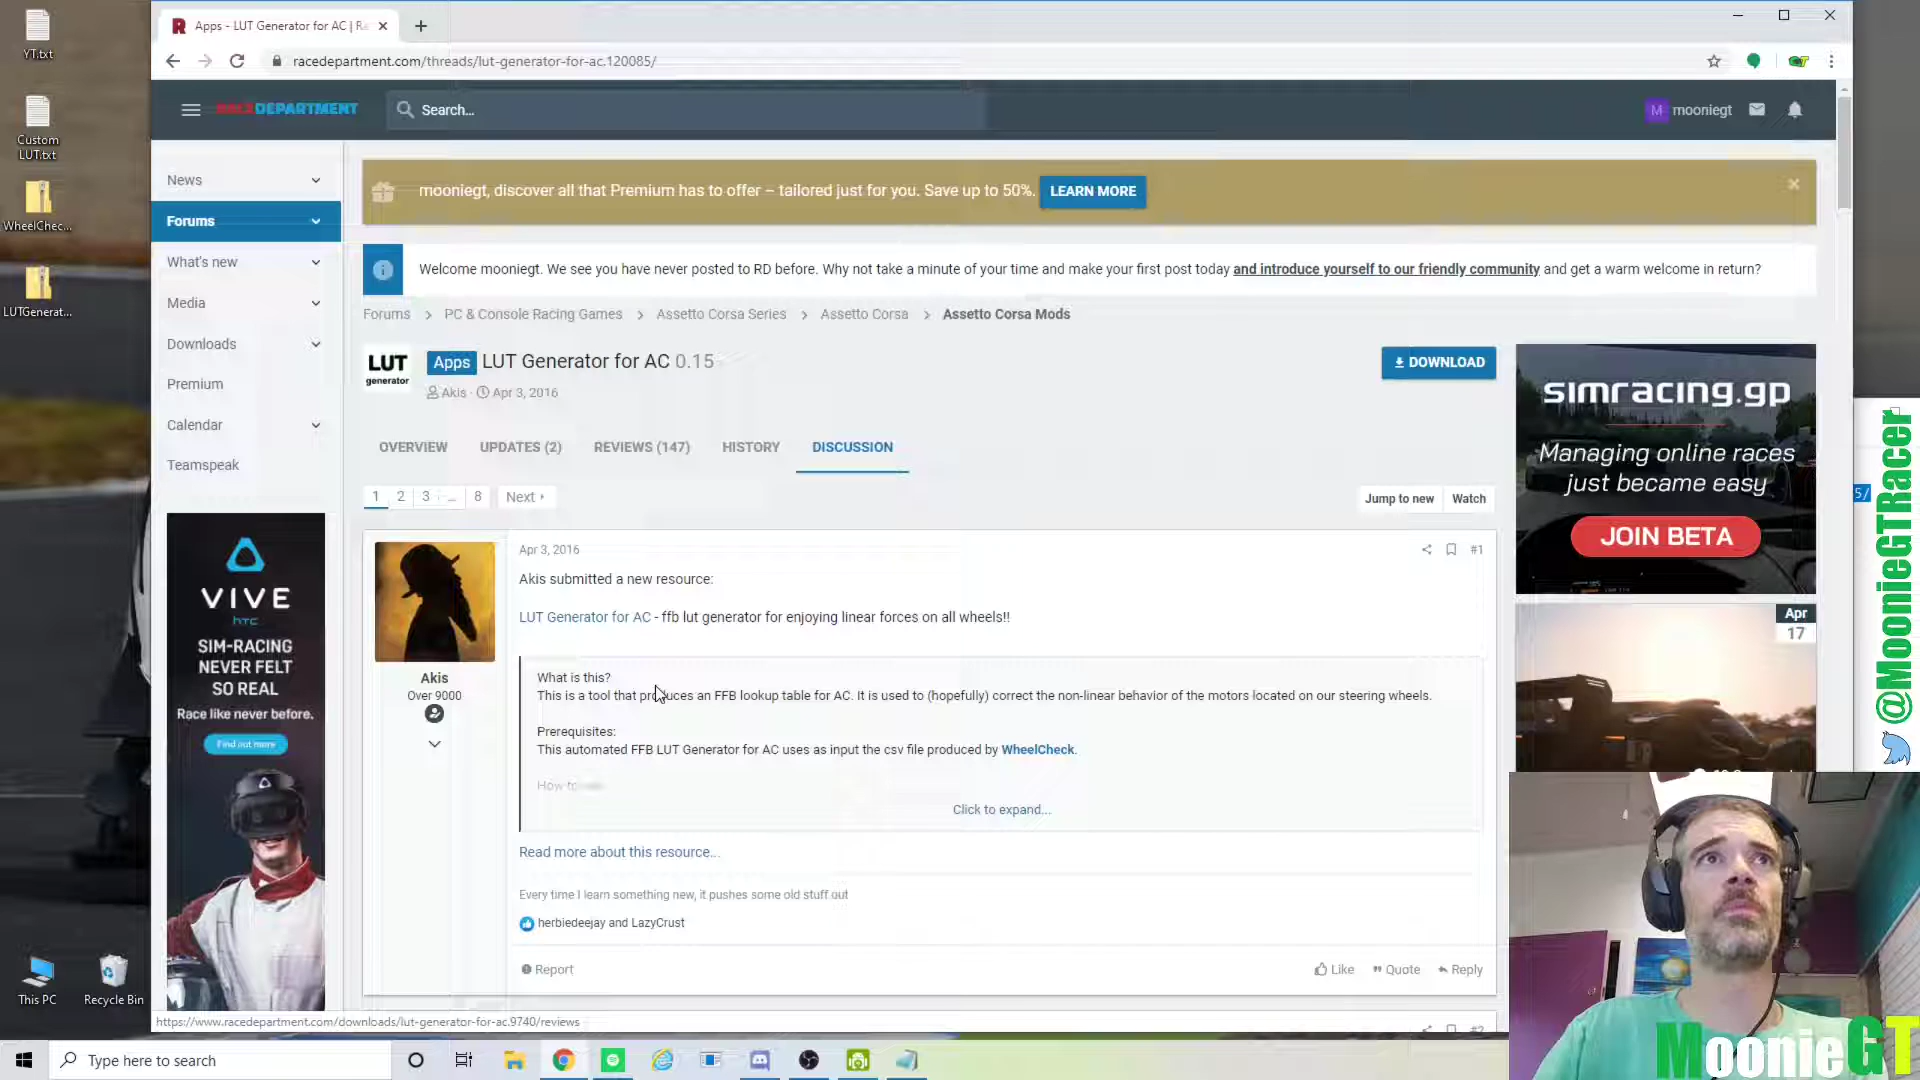 YT.txt
Custom
LUT.txt
WheelChec...
LUTGenerat...
This PC
Recycle Bin
Apps - LUT Generator for AC | Re
racedepartment.com/threads/lut-generator-for-ac.120085/
RACEDEPARTMENT
Search...
M mooniegt
News
Forums
What's new
Media
Downloads
Premium
Calendar
Teamspeak
mooniegt, discover all that Premium has to offer – tailored just for you. Save up to 50%. LEARN MORE
Welcome mooniegt. We see you have never posted to RD before. Why not take a minute of your time and make your first post today and introduce yourself to our friendly community and get a warm welcome in return?
Forums > PC & Console Racing Games > Assetto Corsa Series > Assetto Corsa > Assetto Corsa Mods
LUT
generator
Apps LUT Generator for AC 0.15
Akis · Apr 3, 2016
DOWNLOAD
OVERVIEW UPDATES (2) REVIEWS (147) HISTORY DISCUSSION
1 2 3 ... 8 Next
Jump to new Watch
Apr 3, 2016 #1
Akis submitted a new resource:
LUT Generator for AC - ffb lut generator for enjoying linear forces on all wheels!!
What is this?
This is a tool that produces an FFB lookup table for AC. It is used to (hopefully) correct the non-linear behavior of the motors located on our steering wheels.
Prerequisites:
This automated FFB LUT Generator for AC uses as input the csv file produced by WheelCheck.
Click to expand...
Akis
Over 9000
Read more about this resource...
Every time I learn something new, it pushes some old stuff out
herbiedeejay and LazyCrust
Report
Like Quote Reply
#2
VIVE
htc
SIM-RACING
NEVER FELT
SO REAL
Race like never before.
Find out more
simracing.gp
Managing online races
just became easy
JOIN BETA
Apr
17
5/
@MoonieGTRacer
MoonieGT
https://www.racedepartment.com/downloads/lut-generator-for-ac.9740/reviews
Type here to search